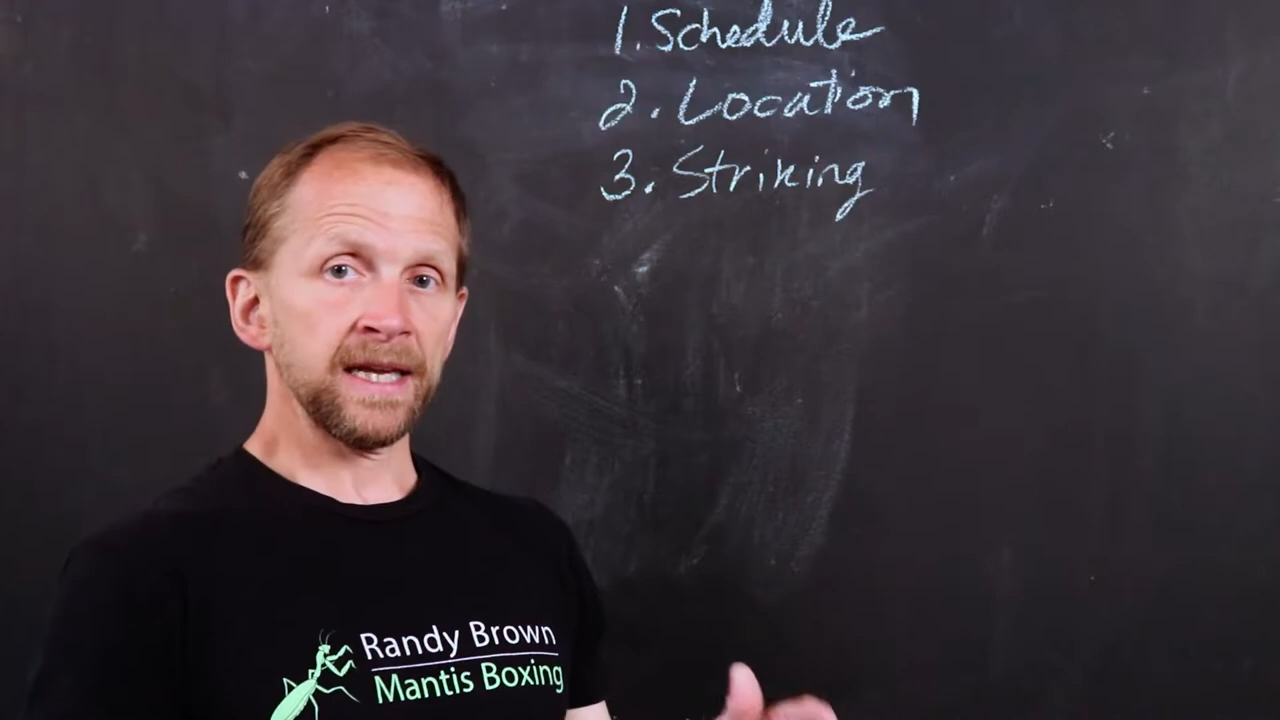 1. Schedule
2. Location
3. Striking
Randy Brown
Mantis Boxing